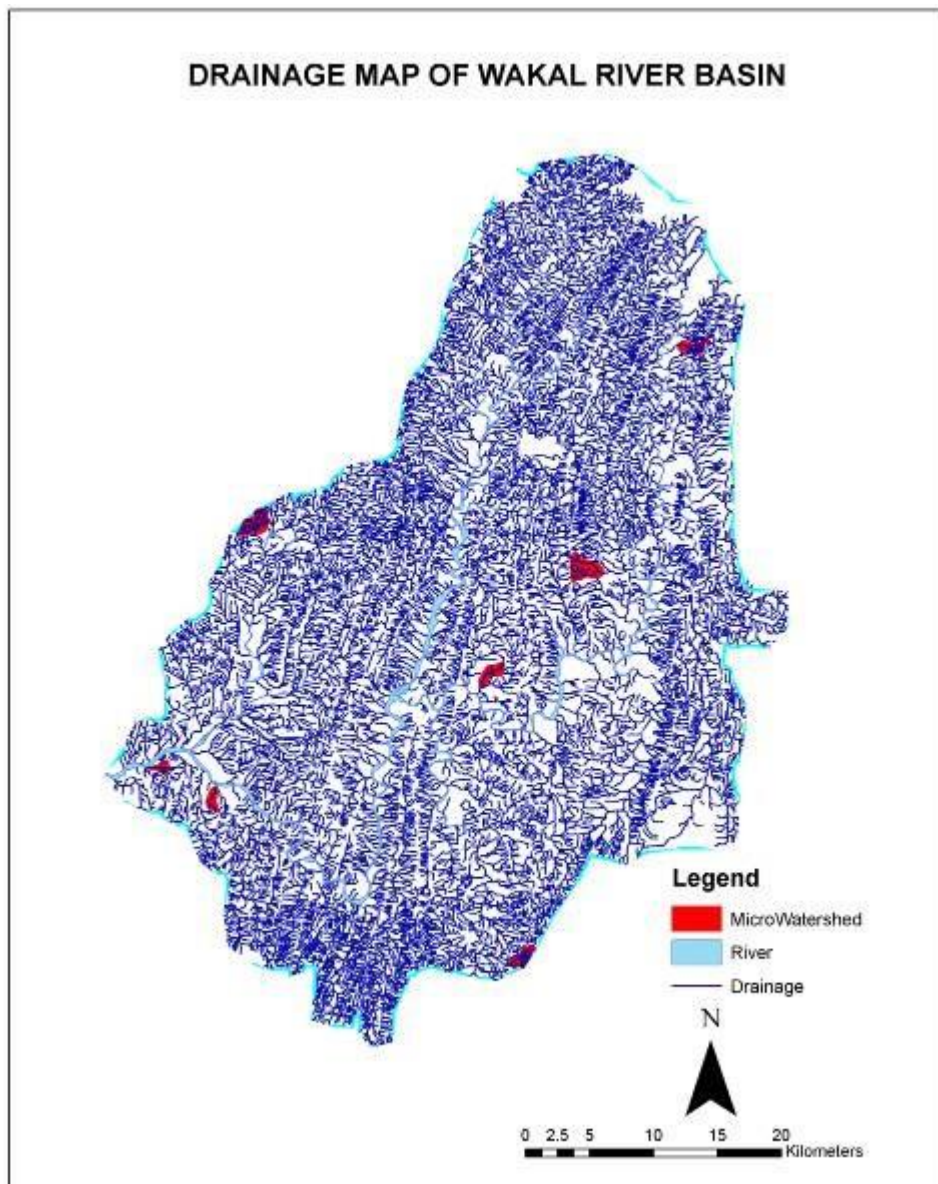 DRAINAGE MAP OF WAKAL RIVER BASIN
Legend
MicroWatershed
River
Drainage
N
0 2.5 5 10 15 20
Kilometers